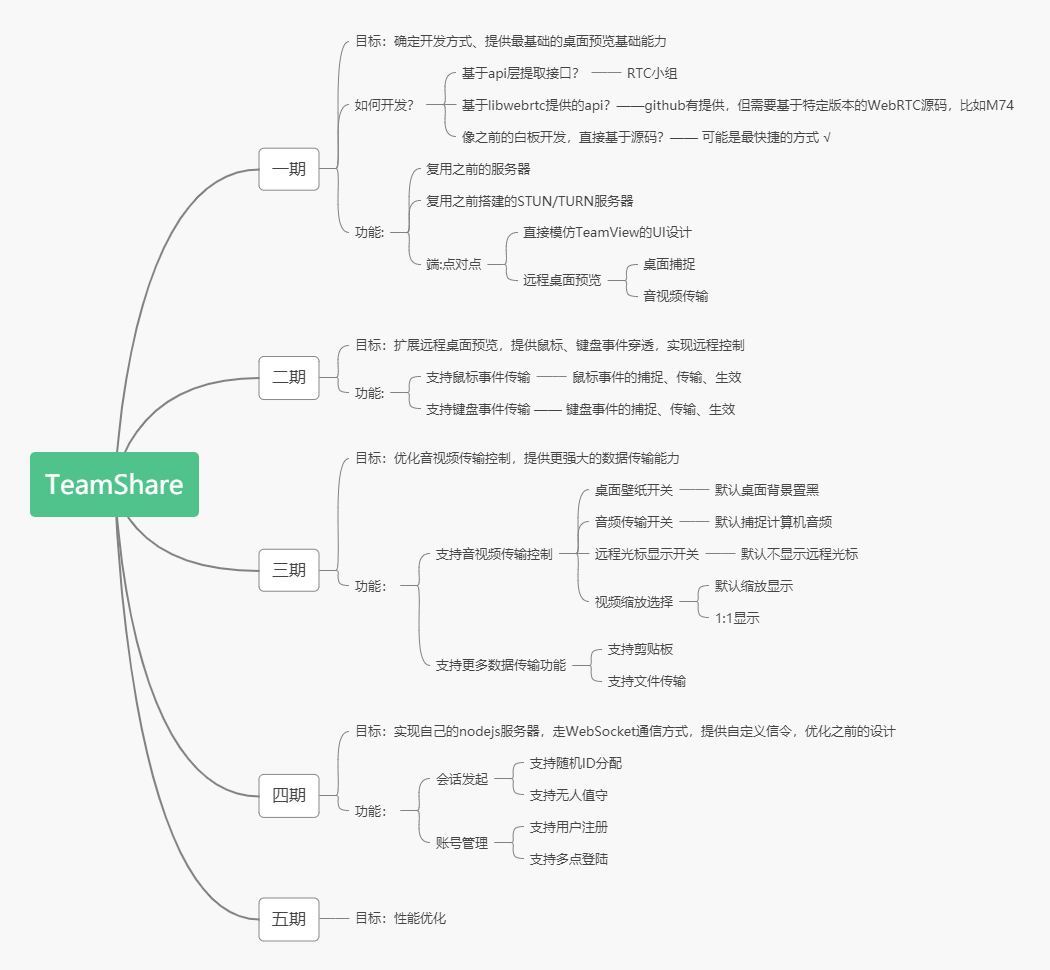 TeamShare
一期
目标：确定开发方式、提供最基础的桌面预览基础能力
如何开发？
基于api层提取接口？ —— RTC小组
基于libwebrtc提供的api？——github有提供，但需要基于特定版本的WebRTC源码，比如M74
像之前的白板开发，直接基于源码？—— 可能是最快捷的方式 √
功能:
复用之前的服务器
复用之前搭建的STUN/TURN服务器
端:点对点
直接模仿TeamView的UI设计
远程桌面预览
桌面捕捉
音视频传输
二期
目标：扩展远程桌面预览，提供鼠标、键盘事件穿透，实现远程控制
功能:
支持鼠标事件传输 —— 鼠标事件的捕捉、传输、生效
支持键盘事件传输 —— 键盘事件的捕捉、传输、生效
三期
目标：优化音视频传输控制，提供更强大的数据传输能力
功能：
支持音视频传输控制
桌面壁纸开关 —— 默认桌面背景置黑
音频传输开关 —— 默认捕捉计算机音频
远程光标显示开关 —— 默认不显示远程光标
视频缩放选择
默认缩放显示
1:1显示
支持更多数据传输功能
支持剪贴板
支持文件传输
四期
目标：实现自己的nodejs服务器，走WebSocket通信方式，提供自定义信令，优化之前的设计
功能：
会话发起
支持随机ID分配
支持无人值守
账号管理
支持用户注册
支持多点登陆
五期
目标：性能优化